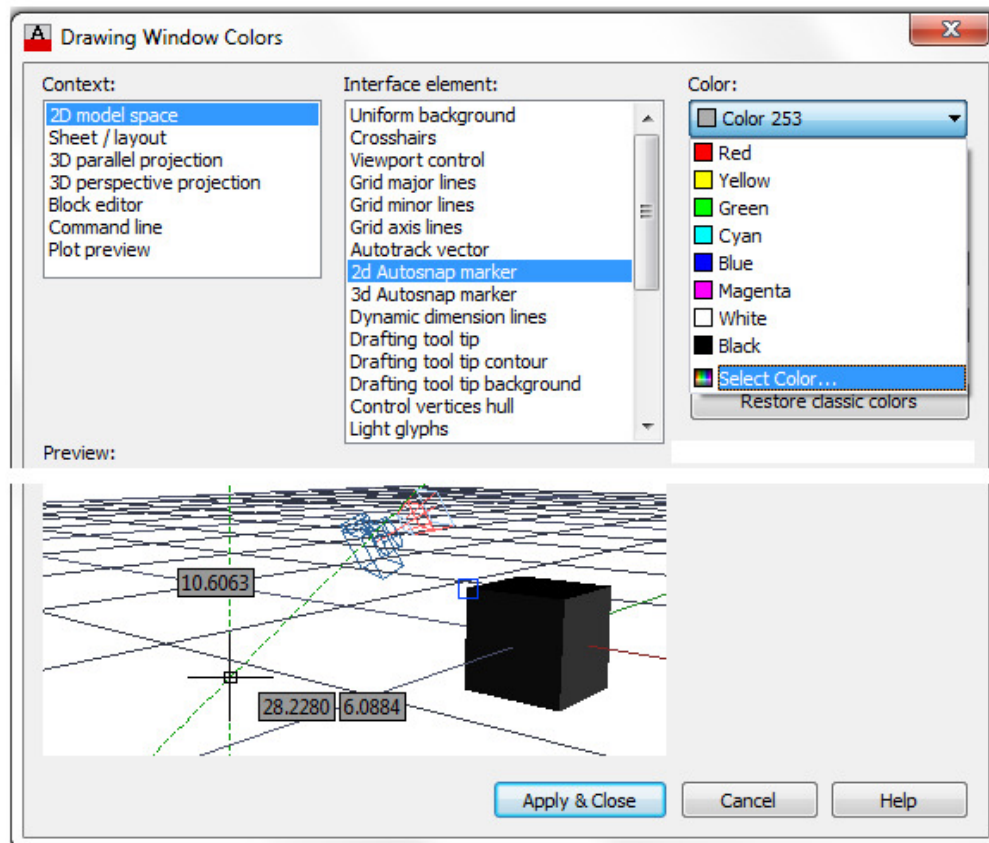 Drawing Window Colors
Context:
2D model space
Sheet / layout
3D parallel projection
3D perspective projection
Block editor
Command line
Plot preview
Interface element:
Uniform background
Crosshairs
Viewport control
Grid major lines
Grid minor lines
Grid axis lines
Autotrack vector
2d Autosnap marker
3d Autosnap marker
Dynamic dimension lines
Drafting tool tip
Drafting tool tip contour
Drafting tool tip background
Control vertices hull
Light glyphs
Color:
Color 253
Red
Yellow
Green
Cyan
Blue
Magenta
White
Black
Select Color...
Restore classic colors
Preview:
10.6063
28.2280 6.0884
Apply & Close Cancel Help